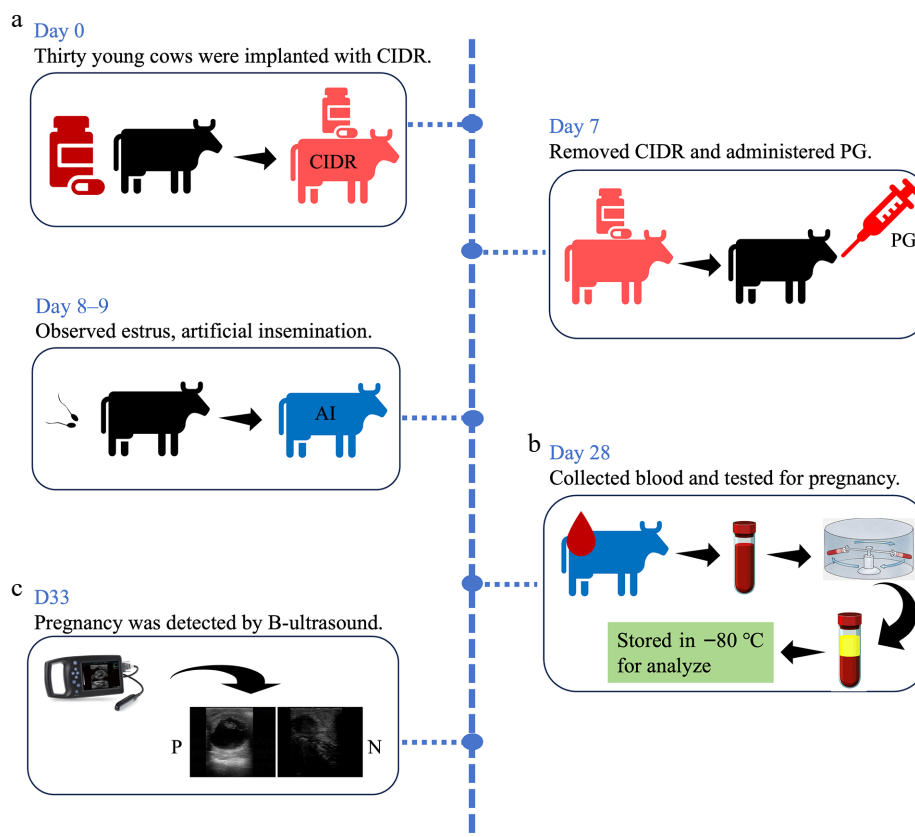 a
Day 0
Thirty young cows were implanted with CIDR.
CIDR
Day 7
Removed CIDR and administered PG.
PG
Day 8–9
Observed estrus, artificial insemination.
AI
b
Day 28
Collected blood and tested for pregnancy.
Stored in −80 °C
for analyze
c
D33
Pregnancy was detected by B-ultrasound.
P
N